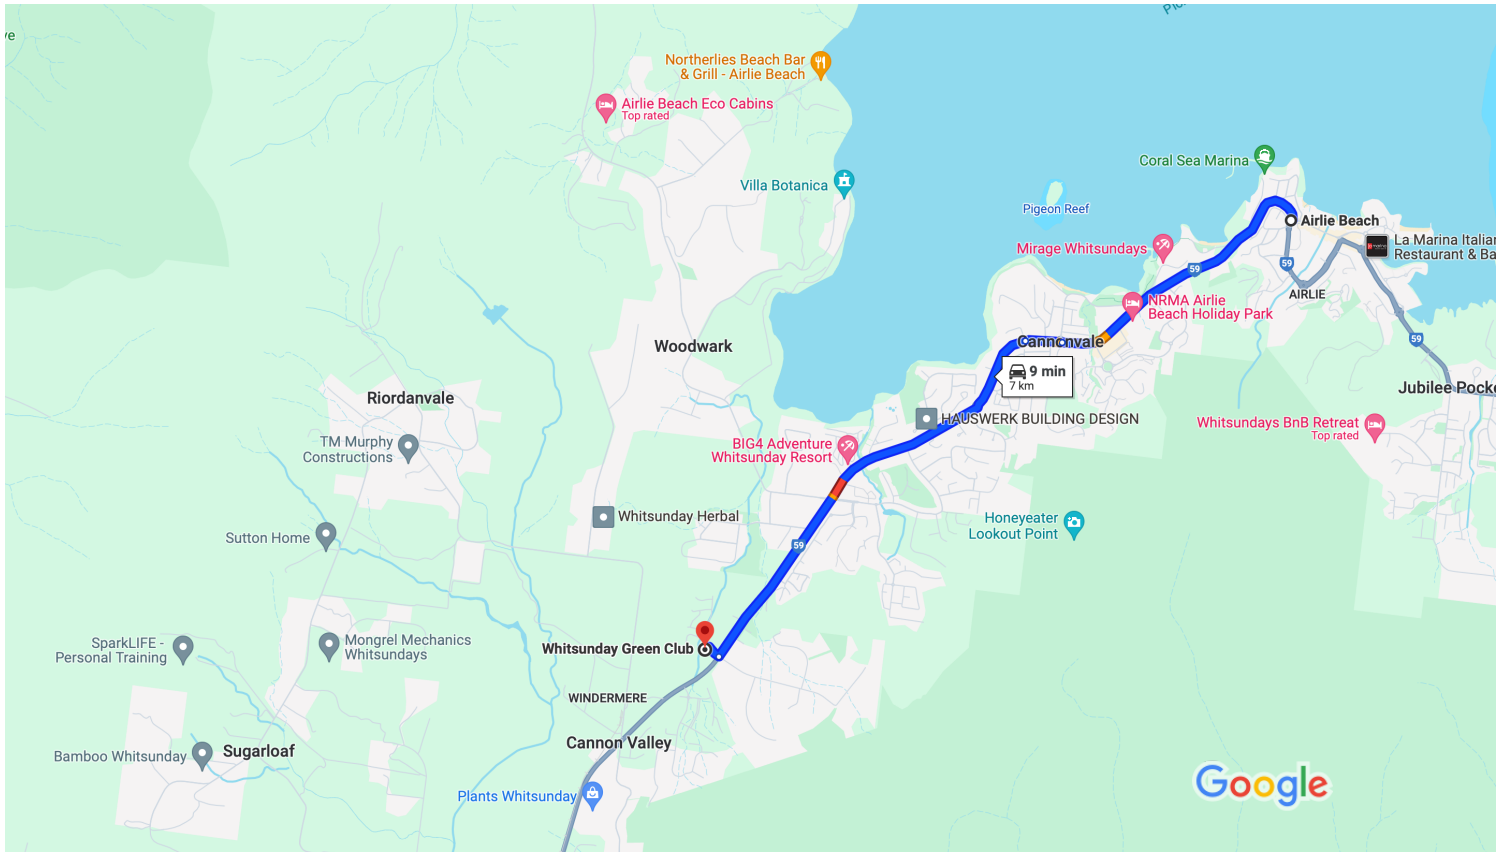 Northerlies Beach Bar
& Grill - Airlie Beach
Airlie Beach Eco Cabins
Top rated
Coral Sea Marina
Villa Botanica
Pigeon Reef
Airlie Beach
Mirage Whitsundays
La Marina Italian
Restaurant & Ba
59
59
AIRLIE
NRMA Airlie
Beach Holiday Park
Cannonvale
59
Woodwark
9 min
7 km
Jubilee Pocke
Riordanvale
HAUSWERK BUILDING DESIGN
Whitsundays BnB Retreat
Top rated
TM Murphy
Constructions
BIG4 Adventure
Whitsunday Resort
Whitsunday Herbal
Honeyeater
Lookout Point
Sutton Home
59
SparkLIFE -
Personal Training
Mongrel Mechanics
Whitsundays
Whitsunday Green Club
WINDERMERE
Cannon Valley
Bamboo Whitsunday
Sugarloaf
Plants Whitsunday
Google